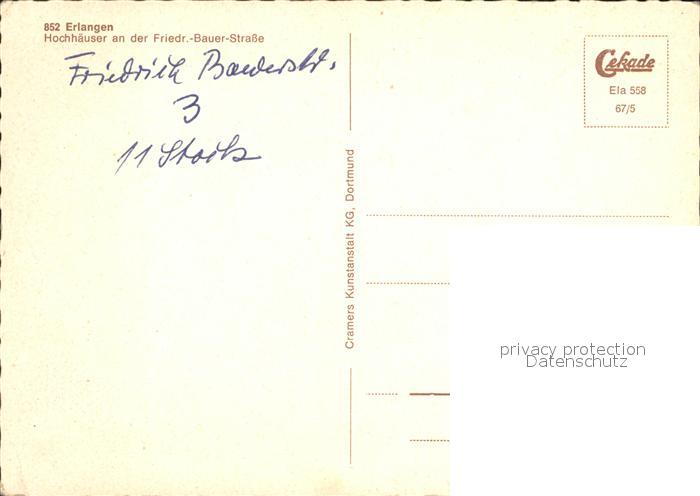 852 Erlangen
Hochhäuser an der Friedr.-Bauer-Straße
Friedrich Bauerstr.
3
11 Stock
Cramers Kunstanstalt KG, Dortmund
Cekade
Ela 558
67/5
privacy protection
Datenschutz